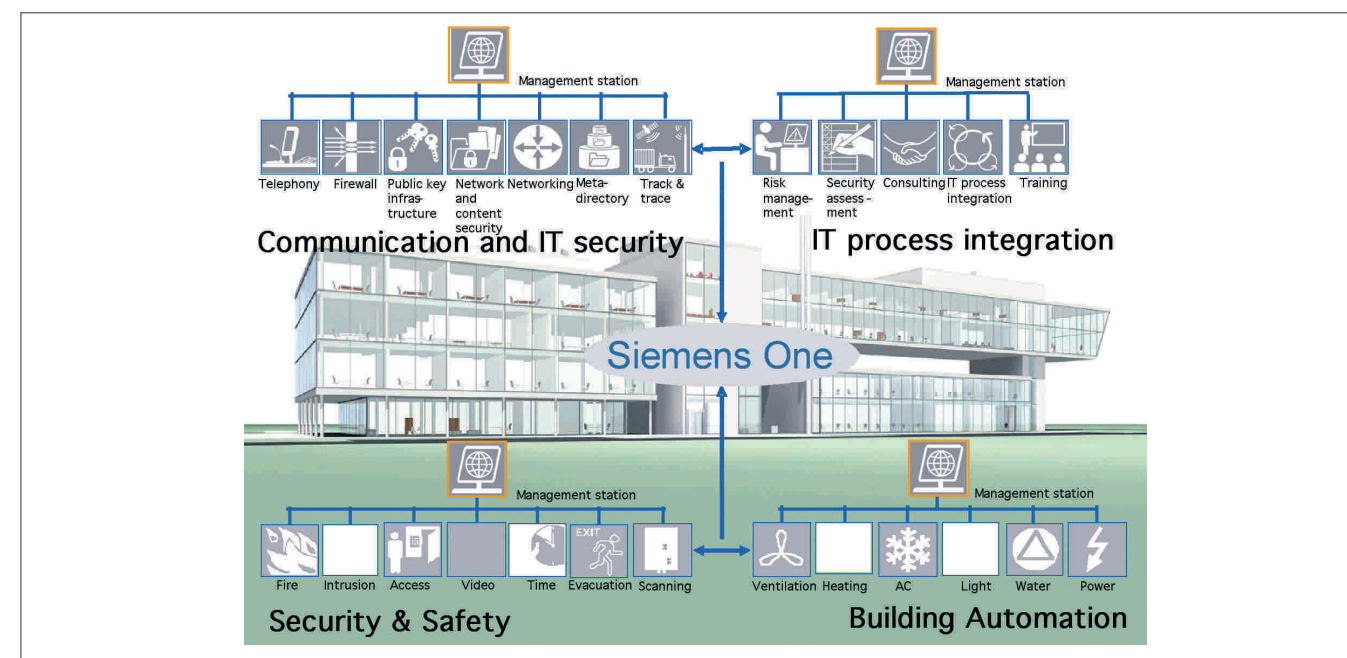 Management station
Telephony
Firewall
Public key
infras-
tructure
Network
and
content
security
Networking
Meta-
directory
Track &
trace
Communication and IT security
Management station
Risk
manage-
ment
Security
assess -
ment
Consulting
IT process
integration
Training
IT process integration
Siemens One
Management station
EXIT
Fire
Intrusion
Access
Video
Time
Evacuation
Scanning
Security & Safety
Management station
Ventilation
Heating
AC
Light
Water
Power
Building Automation